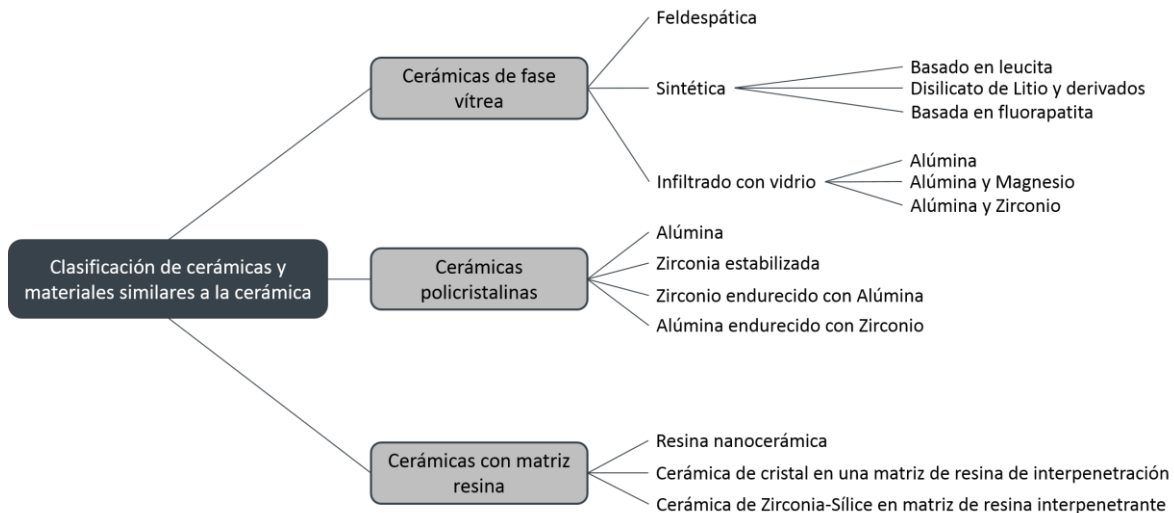 Clasificación de cerámicas y
materiales similares a la cerámica
Cerámicas de fase
vítrea
Feldespática
Sintética
Basado en leucita
Disilicato de Litio y derivados
Basada en fluorapatita
Infiltrado con vidrio
Alúmina
Alúmina y Magnesio
Alúmina y Zirconio
Cerámicas
policristalinas
Alúmina
Zirconia estabilizada
Zirconio endurecido con Alúmina
Alúmina endurecido con Zirconio
Cerámicas con matriz
resina
Resina nanocerámica
Cerámica de cristal en una matriz de resina de interpenetración
Cerámica de Zirconia-Sílice en matriz de resina interpenetrante